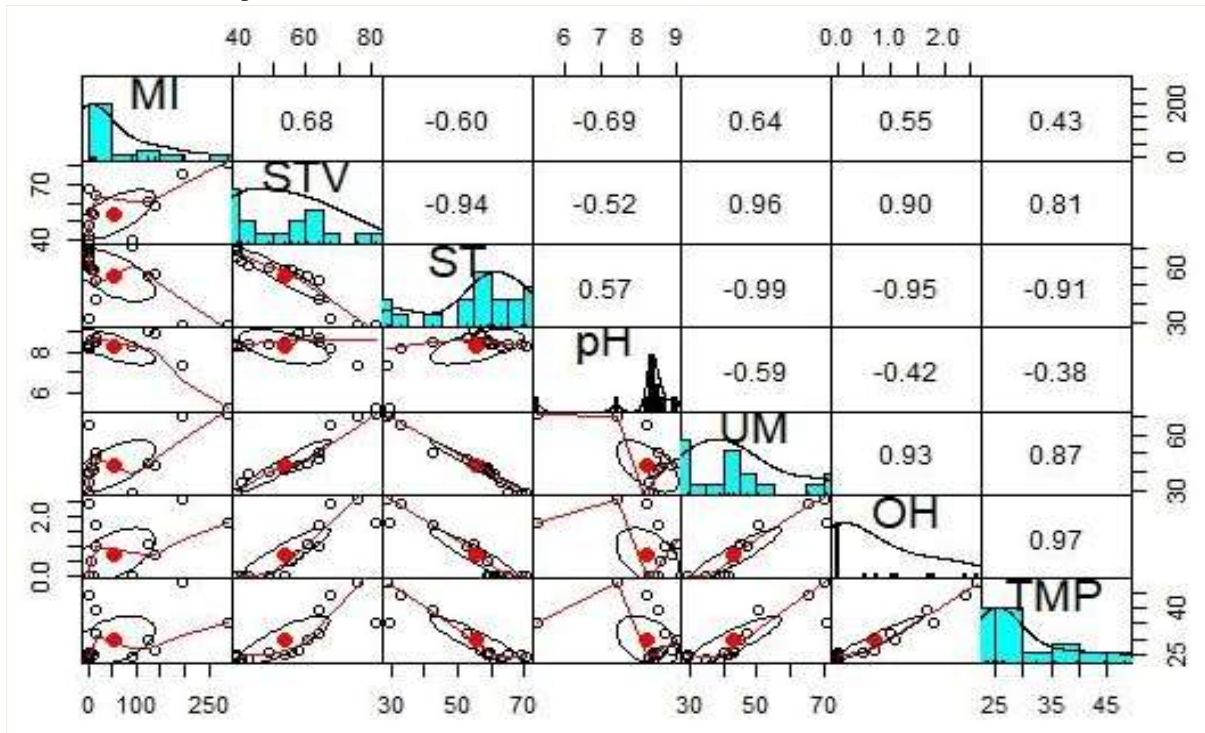 40 60 80 6 7 8 9 0.0 1.0 2.0
MI 0.68 -0.60 -0.69 0.64 0.55 0.43 0 200
40 70 STV -0.94 -0.52 0.96 0.90 0.81
ST 0.57 -0.99 -0.95 -0.91 30 60
6 8 pH -0.59 -0.42 -0.38
UM 0.93 0.87 30 60
0.0 2.0 OH 0.97
TMP 25 40
0 100 250 30 50 70 30 50 70 25 35 45